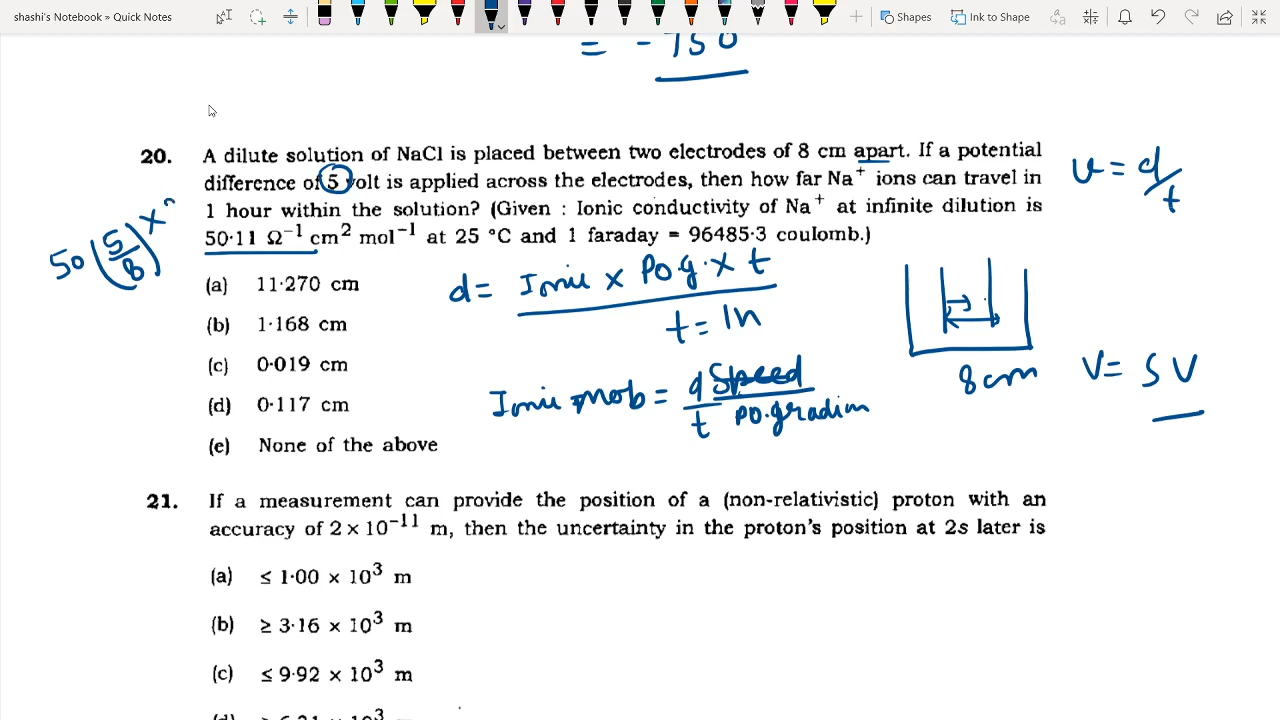 shashi's Notebook » Quick Notes
Shapes
Ink to Shape
= - 750
20. A dilute solution of NaCl is placed between two electrodes of 8 cm apart. If a potential
difference of 5 volt is applied across the electrodes, then how far Na⁺ ions can travel in
1 hour within the solution? (Given : Ionic conductivity of Na⁺ at infinite dilution is
50·11 Ω⁻¹ cm² mol⁻¹ at 25 °C and 1 faraday = 96485·3 coulomb.)
v = d/t
50 (5/8) x
(a) 11·270 cm
(b) 1·168 cm
(c) 0·019 cm
(d) 0·117 cm
(e) None of the above
d = Ionic x Po.g. x t
t = 1h
Ionic mob = d/t
po.gradien
8 cm
V = 5 V
21. If a measurement can provide the position of a (non-relativistic) proton with an
accuracy of 2 × 10⁻¹¹ m, then the uncertainty in the proton's position at 2s later is
(a) ≤ 1·00 × 10³ m
(b) ≥ 3·16 × 10³ m
(c) ≤ 9·92 × 10³ m